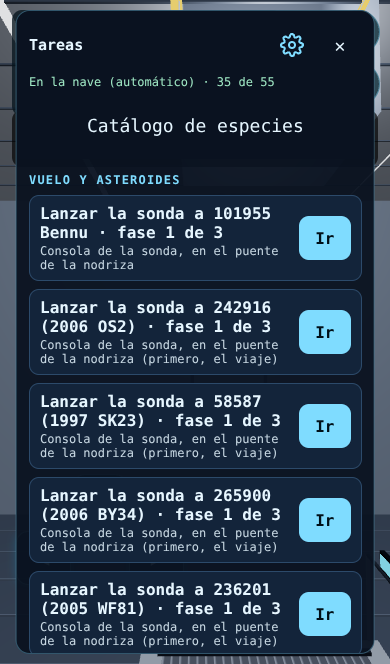 Tareas
×
En la nave (automático) · 35 de 55
Catálogo de especies
VUELO Y ASTEROIDES
Lanzar la sonda a 101955
Bennu · fase 1 de 3
Consola de la sonda, en el puente
de la nodriza
Ir
Lanzar la sonda a 242916
(2006 OS2) · fase 1 de 3
Consola de la sonda, en el puente
de la nodriza (primero, el viaje)
Ir
Lanzar la sonda a 58587
(1997 SK23) · fase 1 de 3
Consola de la sonda, en el puente
de la nodriza (primero, el viaje)
Ir
Lanzar la sonda a 265900
(2006 BY34) · fase 1 de 3
Consola de la sonda, en el puente
de la nodriza (primero, el viaje)
Ir
Lanzar la sonda a 236201
(2005 WF81) · fase 1 de 3
Consola de la sonda, en el puente
de la nodriza (primero, el viaje)
Ir